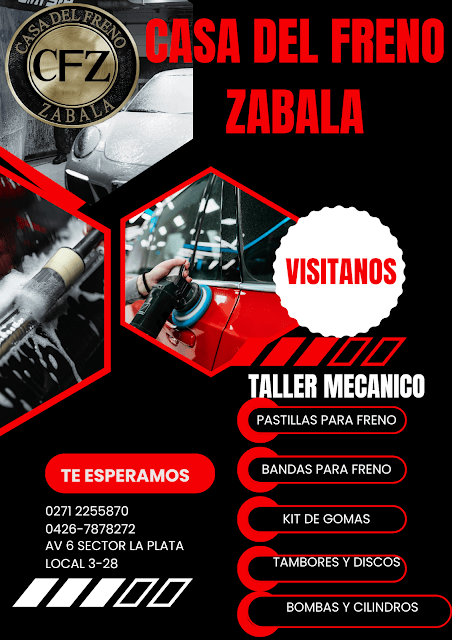 CASA DEL FRENO
CFZ
ZABALA
CASA DEL FRENO
ZABALA
VISITANOS
TALLER MECANICO
PASTILLAS PARA FRENO
BANDAS PARA FRENO
KIT DE GOMAS
TAMBORES Y DISCOS
BOMBAS Y CILINDROS
TE ESPERAMOS
0271 2255870
0426-7878272
AV 6 SECTOR LA PLATA
LOCAL 3-28